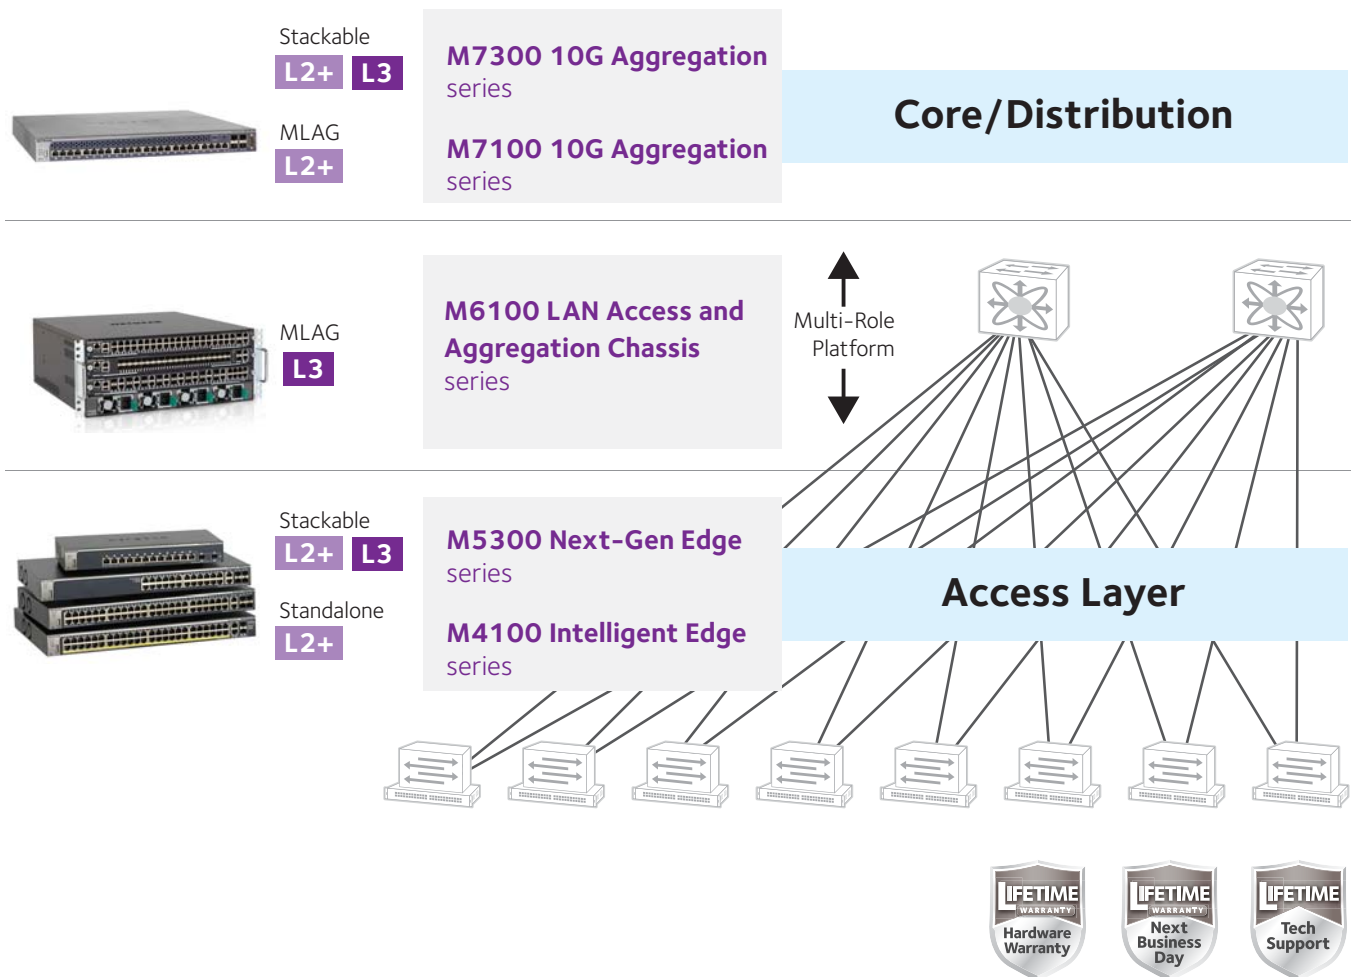 Stackable
L2+ L3
MLAG
L2+
M7300 10G Aggregation
series
M7100 10G Aggregation
series
Core/Distribution
MLAG
L3
M6100 LAN Access and
Aggregation Chassis
series
Multi-Role
Platform
Stackable
L2+ L3
Standalone
L2+
M5300 Next-Gen Edge
series
M4100 Intelligent Edge
series
Access Layer
LIFETIME
WARRANTY
Hardware
Warranty
LIFETIME
WARRANTY
Next
Business
Day
LIFETIME
Tech
Support